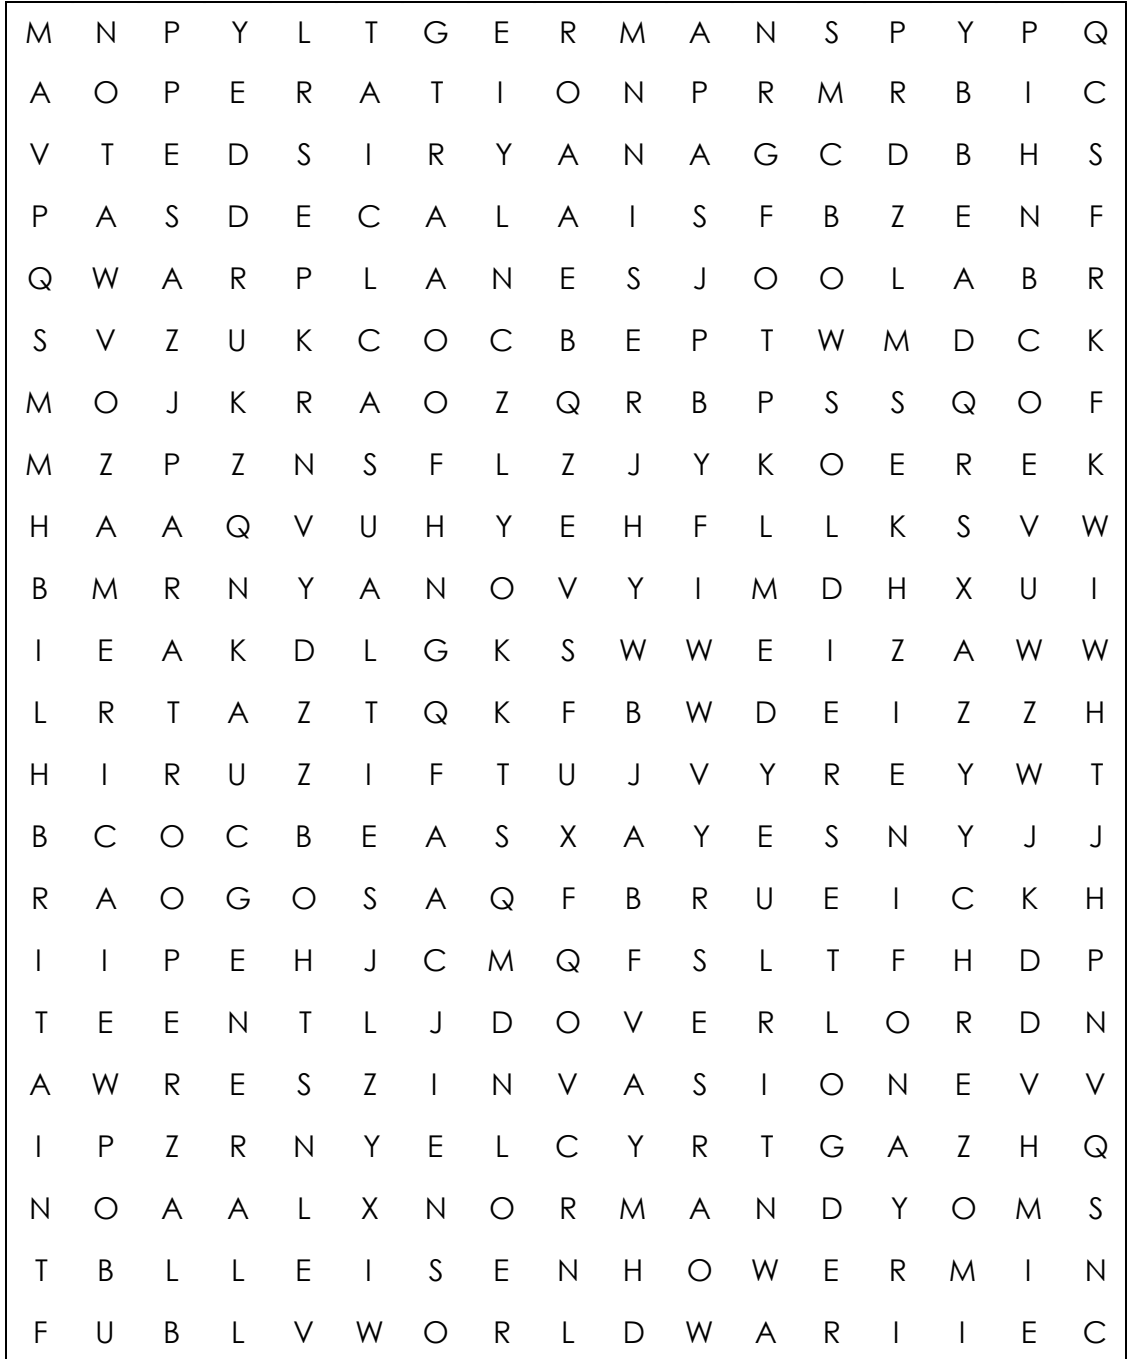 M N P Y L T G E R M A N S P Y P Q
A O P E R A T I O N P R M R B I C
V T E D S I R Y A N A G C D B H S
P A S D E C A L A I S F B Z E N F
Q W A R P L A N E S J O O L A B R
S V Z U K C O C B E P T W M D C K
M O J K R A O Z Q R B P S S Q O F
M Z P Z N S F L Z J Y K O E R E K
H A A Q V U H Y E H F L L K S V W
B M R N Y A N O V Y I M D H X U I
I E A K D L G K S W W E I Z A W W
L R T A Z T Q K F B W D E I Z Z H
H I R U Z I F T U J V Y R E Y W T
B C O C B E A S X A Y E S N Y J J
R A O G O S A Q F B R U E I C K H
I I P E H J C M Q F S L T F H D P
T E E N T L J D O V E R L O R D N
A W R E S Z I N V A S I O N E V V
I P Z R N Y E L C Y R T G A Z H Q
N O A A L X N O R M A N D Y O M S
T B L L E I S E N H O W E R M I N
F U B L V W O R L D W A R I I E C